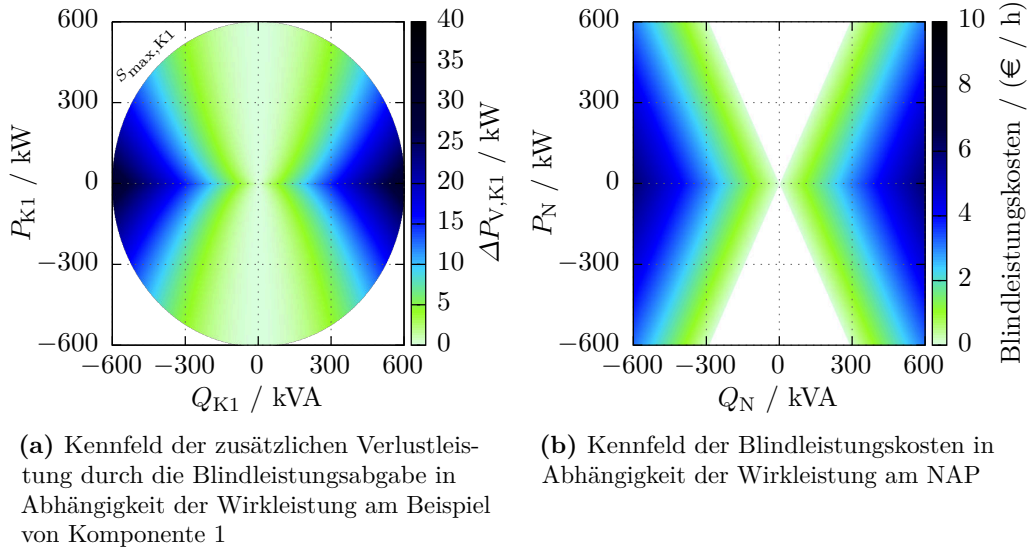 S_max,K1
600
300
0
−300
−600
P_K1 / kW
−600 −300 0 300 600
Q_K1 / kVA
40
35
30
25
20
15
10
5
0
ΔP_V,K1 / kW
600
300
0
−300
−600
P_N / kW
−600 −300 0 300 600
Q_N / kVA
10
8
6
4
2
0
Blindleistungskosten / (€ / h)
(a) Kennfeld der zusätzlichen Verlustleis-
tung durch die Blindleistungsabgabe in
Abhängigkeit der Wirkleistung am Beispiel
von Komponente 1
(b) Kennfeld der Blindleistungskosten in
Abhängigkeit der Wirkleistung am NAP